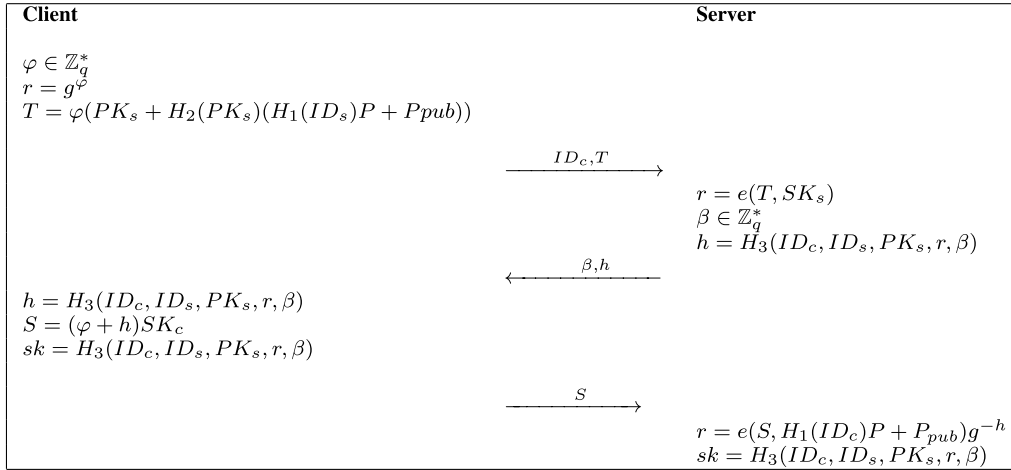 Client
Server
φ ∈ ℤ*_q
r = g^φ
T = φ(PK_s + H_2(PK_s)(H_1(ID_s)P + Ppub))
ID_c, T
r = e(T, SK_s)
β ∈ ℤ*_q
h = H_3(ID_c, ID_s, PK_s, r, β)
β, h
h = H_3(ID_c, ID_s, PK_s, r, β)
S = (φ + h)SK_c
sk = H_3(ID_c, ID_s, PK_s, r, β)
S
r = e(S, H_1(ID_c)P + P_pub)g^{-h}
sk = H_3(ID_c, ID_s, PK_s, r, β)